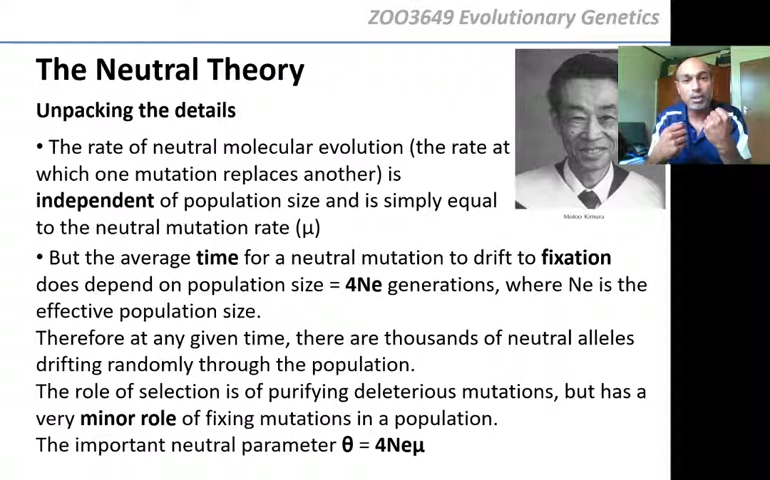 ZOO3649 Evolutionary Genetics
The Neutral Theory
Unpacking the details
• The rate of neutral molecular evolution (the rate at
which one mutation replaces another) is
independent of population size and is simply equal
to the neutral mutation rate (μ)
Motoo Kimura
• But the average time for a neutral mutation to drift to fixation
does depend on population size = 4Ne generations, where Ne is the
effective population size.
Therefore at any given time, there are thousands of neutral alleles
drifting randomly through the population.
The role of selection is of purifying deleterious mutations, but has a
very minor role of fixing mutations in a population.
The important neutral parameter θ = 4Neμ